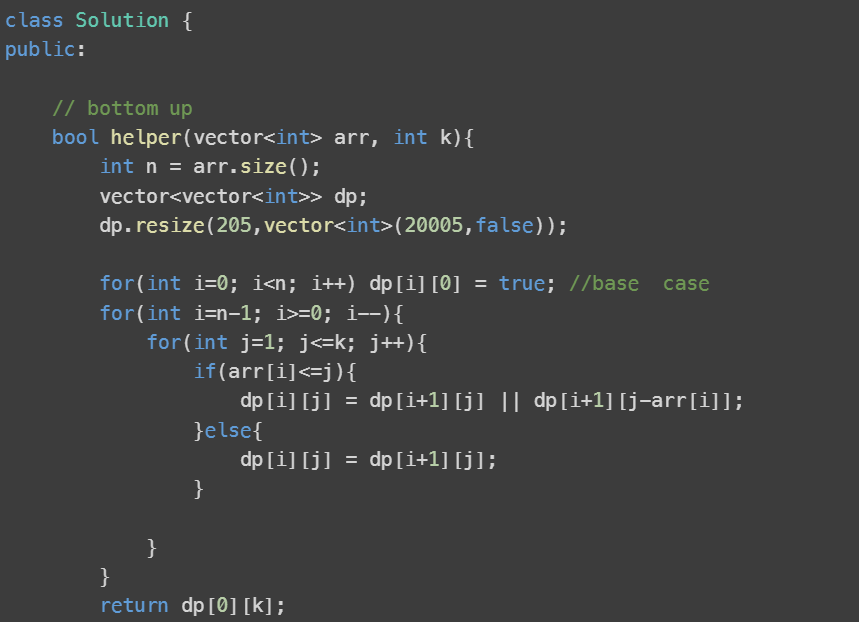 class Solution {
public:
    // bottom up
    bool helper(vector<int> arr, int k){
        int n = arr.size();
        vector<vector<int>> dp;
        dp.resize(205,vector<int>(20005,false));
        for(int i=0; i<n; i++) dp[i][0] = true; //base  case
        for(int i=n-1; i>=0; i--){
            for(int j=1; j<=k; j++){
                if(arr[i]<=j){
                    dp[i][j] = dp[i+1][j] || dp[i+1][j-arr[i]];
                }else{
                    dp[i][j] = dp[i+1][j];
                }
            }
        }
        return dp[0][k];